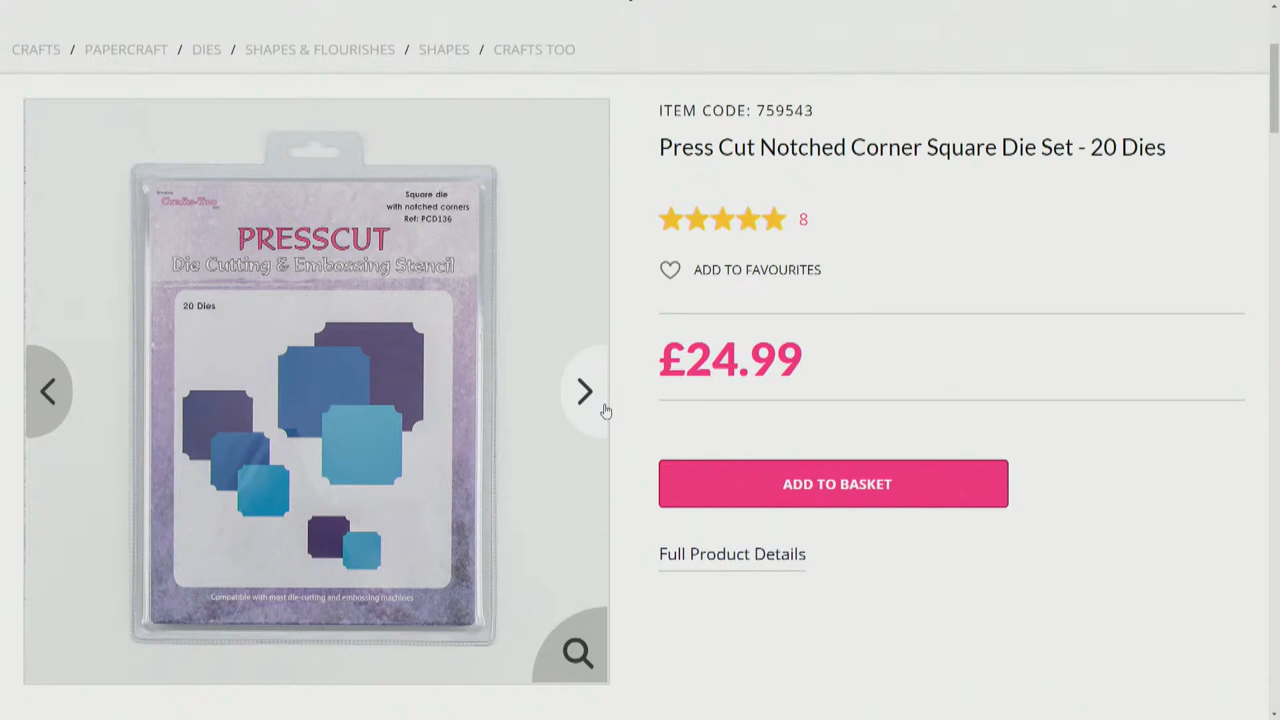 CRAFTS / PAPERCRAFT / DIES / SHAPES & FLOURISHES / SHAPES / CRAFTS TOO
Crafts-Too
Square die
with notched corners
Ref: PCD136
PRESSCUT
Die Cutting & Embossing Stencil
20 Dies
Compatible with most die-cutting and embossing machines
ITEM CODE: 759543
Press Cut Notched Corner Square Die Set - 20 Dies
8
ADD TO FAVOURITES
£24.99
ADD TO BASKET
Full Product Details